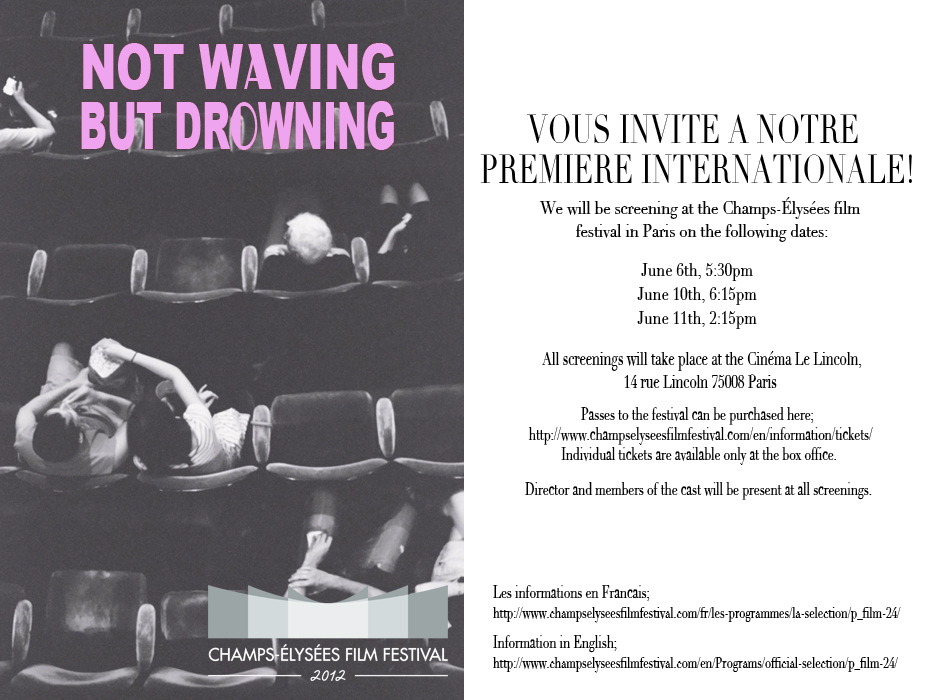 NOT WAVING
BUT DROWNING
CHAMPS-ÉLYSÉES FILM FESTIVAL
2012
VOUS INVITE A NOTRE
PREMIERE INTERNATIONALE!
We will be screening at the Champs-Élysées film
festival in Paris on the following dates:
June 6th, 5:30pm
June 10th, 6:15pm
June 11th, 2:15pm
All screenings will take place at the Cinéma Le Lincoln,
14 rue Lincoln 75008 Paris
Passes to the festival can be purchased here;
http://www.champselyseesfilmfestival.com/en/information/tickets/
Individual tickets are available only at the box office.
Director and members of the cast will be present at all screenings.
Les informations en Francais;
http://www.champselyseesfilmfestival.com/fr/les-programmes/la-selection/p_film-24/
Information in English;
http://www.champselyseesfilmfestival.com/en/Programs/official-selection/p_film-24/